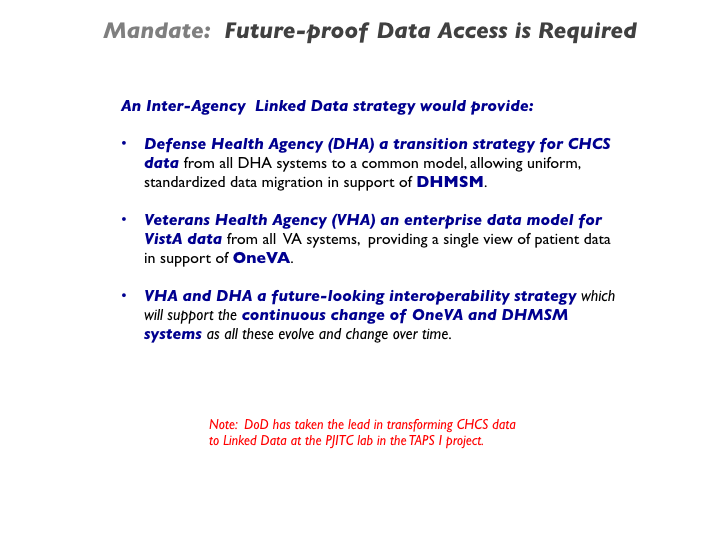 Mandate: Future-proof Data Access is Required
An Inter-Agency Linked Data strategy would provide:
• Defense Health Agency (DHA) a transition strategy for CHCS
data from all DHA systems to a common model, allowing uniform,
standardized data migration in support of DHMSM.
• Veterans Health Agency (VHA) an enterprise data model for
VistA data from all VA systems, providing a single view of patient data
in support of OneVA.
• VHA and DHA a future-looking interoperability strategy which
will support the continuous change of OneVA and DHMSM
systems as all these evolve and change over time.
Note: DoD has taken the lead in transforming CHCS data
to Linked Data at the PJITC lab in the TAPS I project.